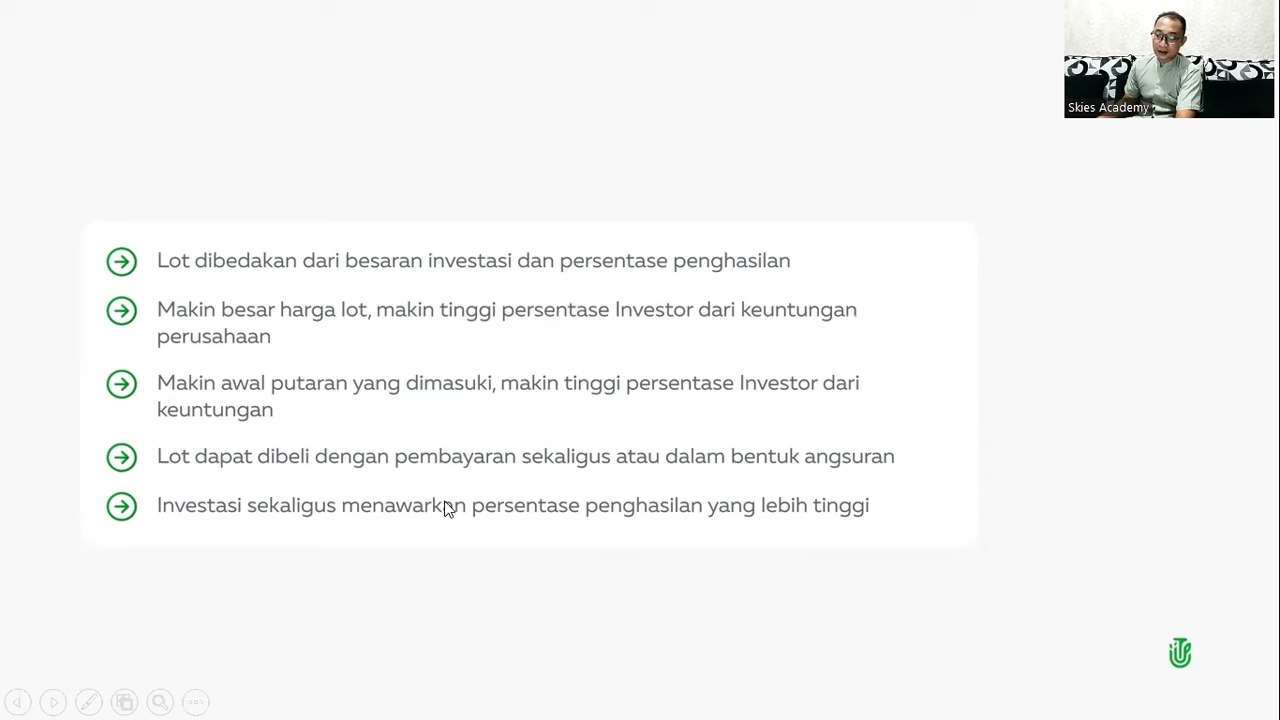 Skies Academy
Lot dibedakan dari besaran investasi dan persentase penghasilan
Makin besar harga lot, makin tinggi persentase Investor dari keuntungan
perusahaan
Makin awal putaran yang dimasuki, makin tinggi persentase Investor dari
keuntungan
Lot dapat dibeli dengan pembayaran sekaligus atau dalam bentuk angsuran
Investasi sekaligus menawarkan persentase penghasilan yang lebih tinggi